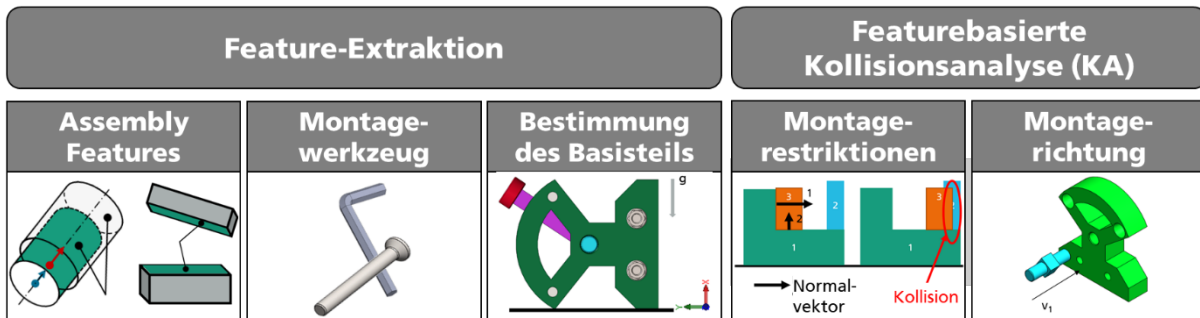 Feature-Extraktion
Featurebasierte
Kollisionsanalyse (KA)
Assembly
Features
Montage-
werkzeug
Bestimmung
des Basisteils
g
X
Y
Montage-
restriktionen
3
1
2
2
1
3
1
Normal-
vektor
Kollision
Montage-
richtung
v1